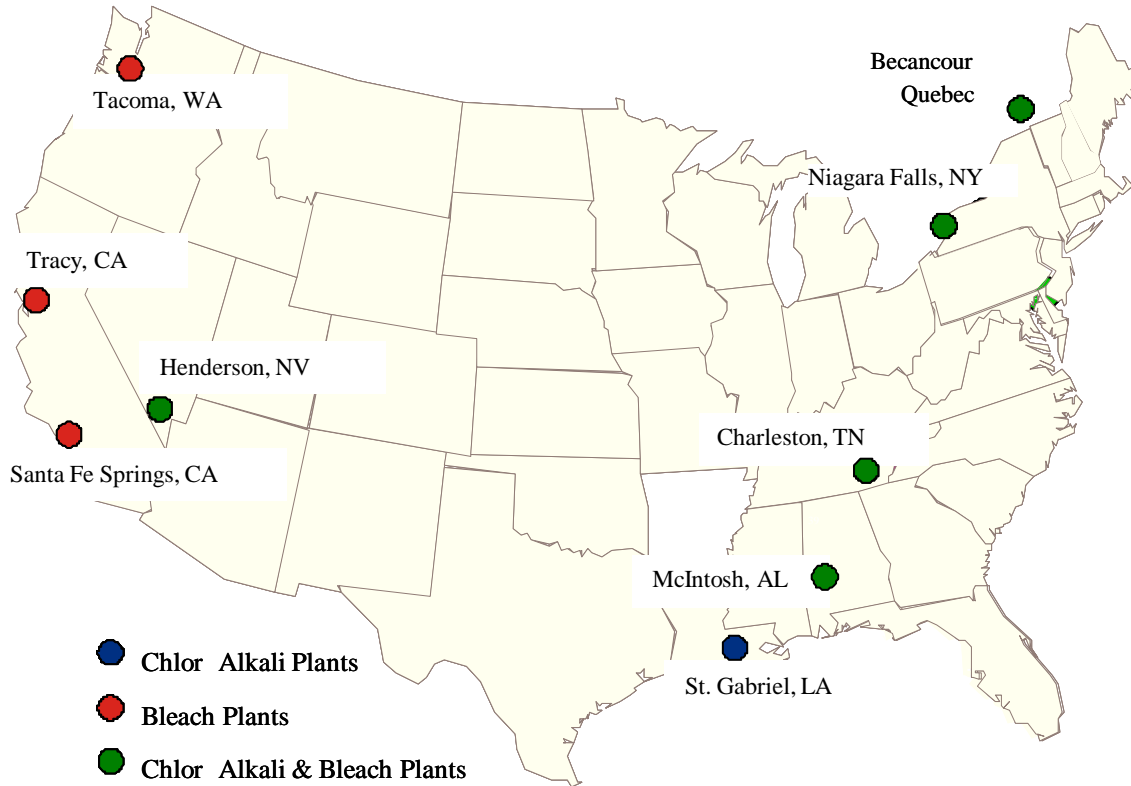 Tacoma, WA
Becancour
Quebec
Niagara Falls, NY
Tracy, CA
Henderson, NV
Charleston, TN
Santa Fe Springs, CA
McIntosh, AL
St. Gabriel, LA
Chlor Alkali Plants
Bleach Plants
Chlor Alkali & Bleach Plants